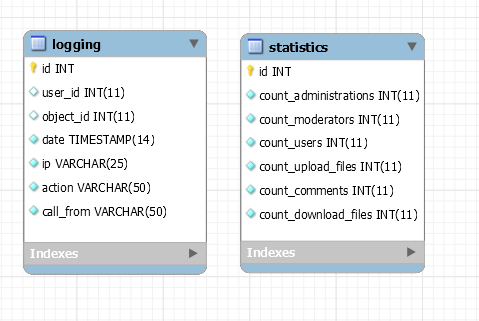 logging
id INT
user_id INT(11)
object_id INT(11)
date TIMESTAMP(14)
ip VARCHAR(25)
action VARCHAR(50)
call_from VARCHAR(50)
Indexes
statistics
id INT
count_administrations INT(11)
count_moderators INT(11)
count_users INT(11)
count_upload_files INT(11)
count_comments INT(11)
count_download_files INT(11)
Indexes